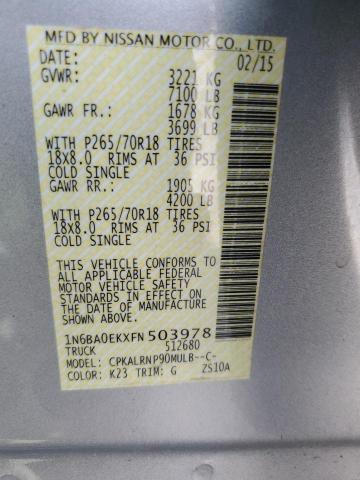 MFD BY NISSAN MOTOR CO., LTD.
DATE: 02/15
GVWR: 3221 KG
7100 LB
GAWR FR.: 1678 KG
3699 LB
WITH P265/70R18 TIRES
18x8.0 RIMS AT 36 PSI
COLD SINGLE
GAWR RR.: 1905 KG
4200 LB
WITH P265/70R18 TIRES
18x8.0 RIMS AT 36 PSI
COLD SINGLE
THIS VEHICLE CONFORMS TO
ALL APPLICABLE FEDERAL
MOTOR VEHICLE SAFETY
STANDARDS IN EFFECT ON
THE DATE OF MANUFACTURE
SHOWN ABOVE.
1N6BA0EKXFN503978
TRUCK 512680
MODEL: CPKALRNP90MULB--C-
COLOR: K23 TRIM: G ZS10A